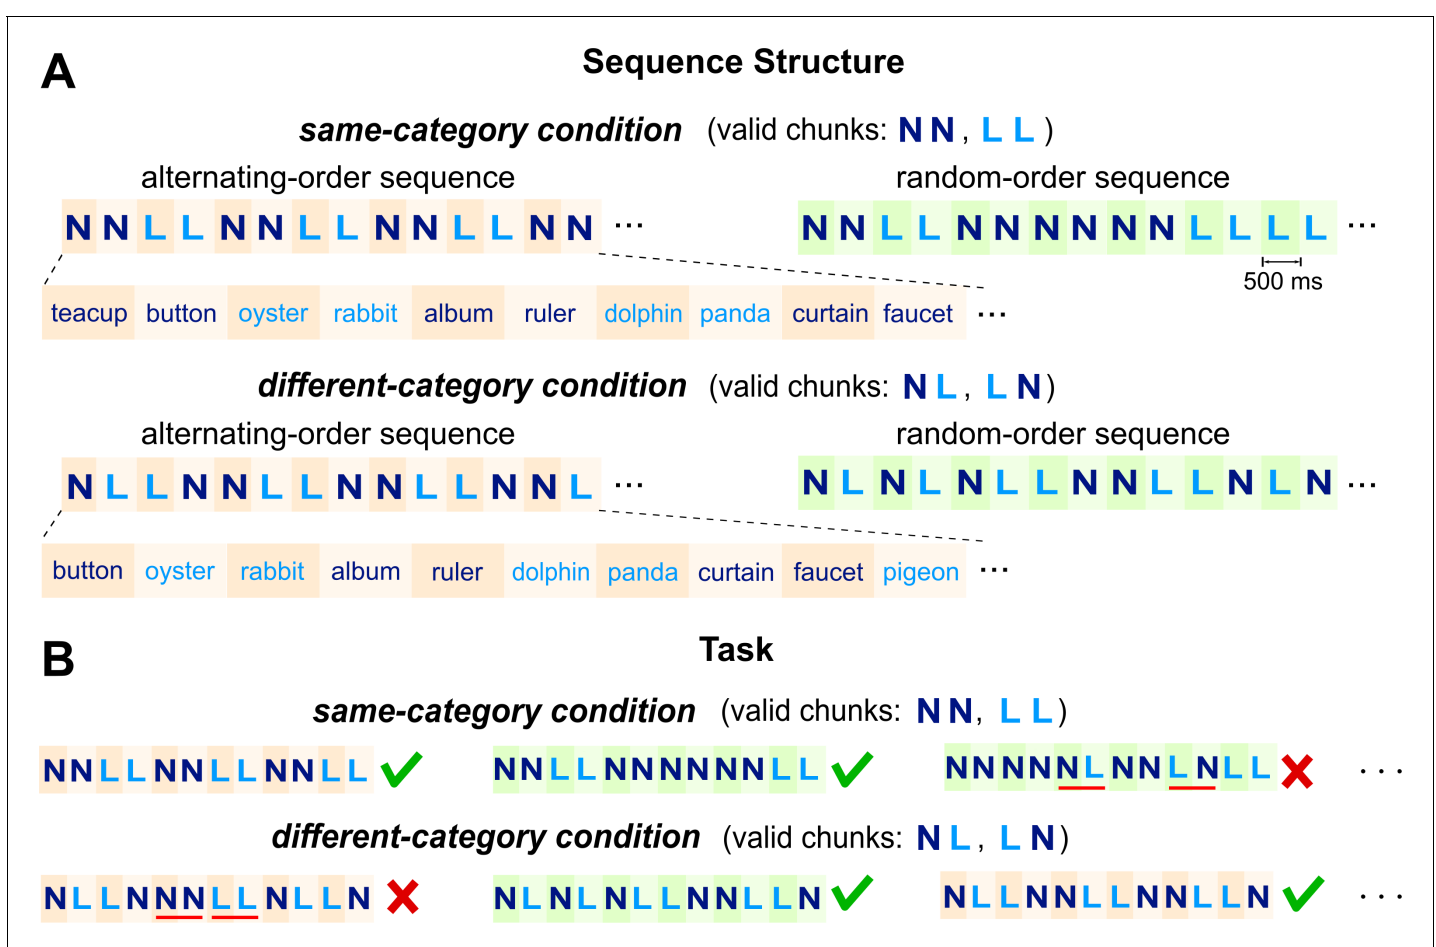 A
Sequence Structure
same-category condition (valid chunks: N N , L L )
alternating-order sequence
random-order sequence
N N L L N N L L N N L L N N ...
N N L L N N N N N N L L L L ...
500 ms
teacup button oyster rabbit album ruler dolphin panda curtain faucet ...
different-category condition (valid chunks: N L , L N )
alternating-order sequence
random-order sequence
N L L N N L L N N L L N N L ...
N L N L N L L N N L L N L N ...
button oyster rabbit album ruler dolphin panda curtain faucet pigeon ...
B
Task
same-category condition (valid chunks: N N , L L )
N N L L N N L L N N L L
N N L L N N N N N N L L
N N N N N L N N L N L L
...
different-category condition (valid chunks: N L , L N )
N L L N N N L L N L L N
N L N L N L L N N L L N
N L L N N L L N N L L N
...